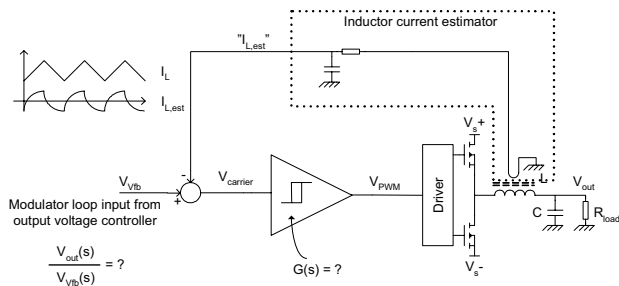 Inductor current estimator
"I_L,est"
I_L
I_L,est
V_s+
-
V_Vfb
+
V_carrier
V_PWM
Driver
L
V_out
C
R_load
Modulator loop input from
output voltage controller
V_s-
G(s) = ?
V_out(s)
V_Vfb(s)
= ?